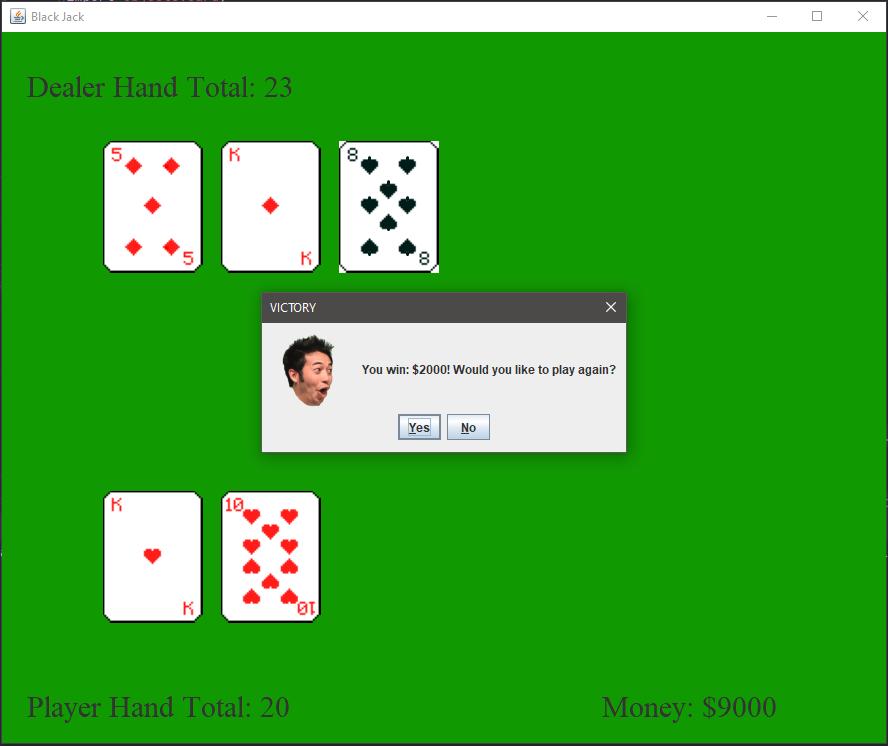 Black Jack
Dealer Hand Total: 23
5 K 8
5 K 8
VICTORY
You win: $2000! Would you like to play again?
Yes No
K 10
K 10
Player Hand Total: 20 Money: $9000